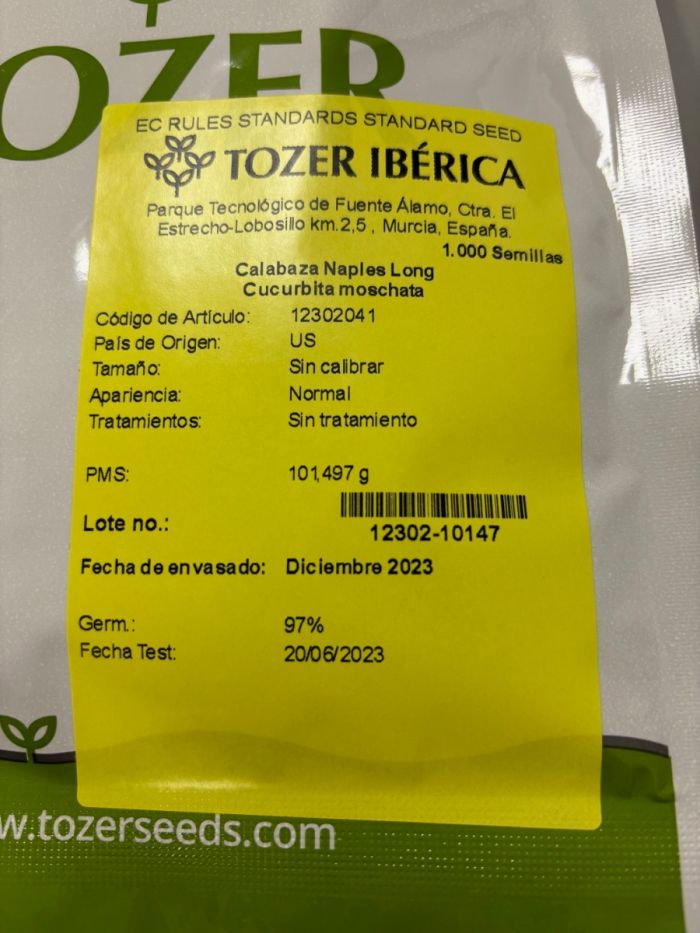 OZER
EC RULES STANDARDS STANDARD SEED
TOZER IBÉRICA
Parque Tecnológico de Fuente Álamo, Ctra. El
Estrecho-Lobosillo km.2,5 , Murcia, España.
1.000 Semillas
Calabaza Naples Long
Cucurbita moschata
Código de Artículo: 12302041
País de Origen: US
Tamaño: Sin calibrar
Apariencia: Normal
Tratamientos: Sin tratamiento
PMS: 101,497 g
Lote no.: 12302-10147
Fecha de envasado: Diciembre 2023
Germ.: 97%
Fecha Test: 20/06/2023
w.tozerseeds.com